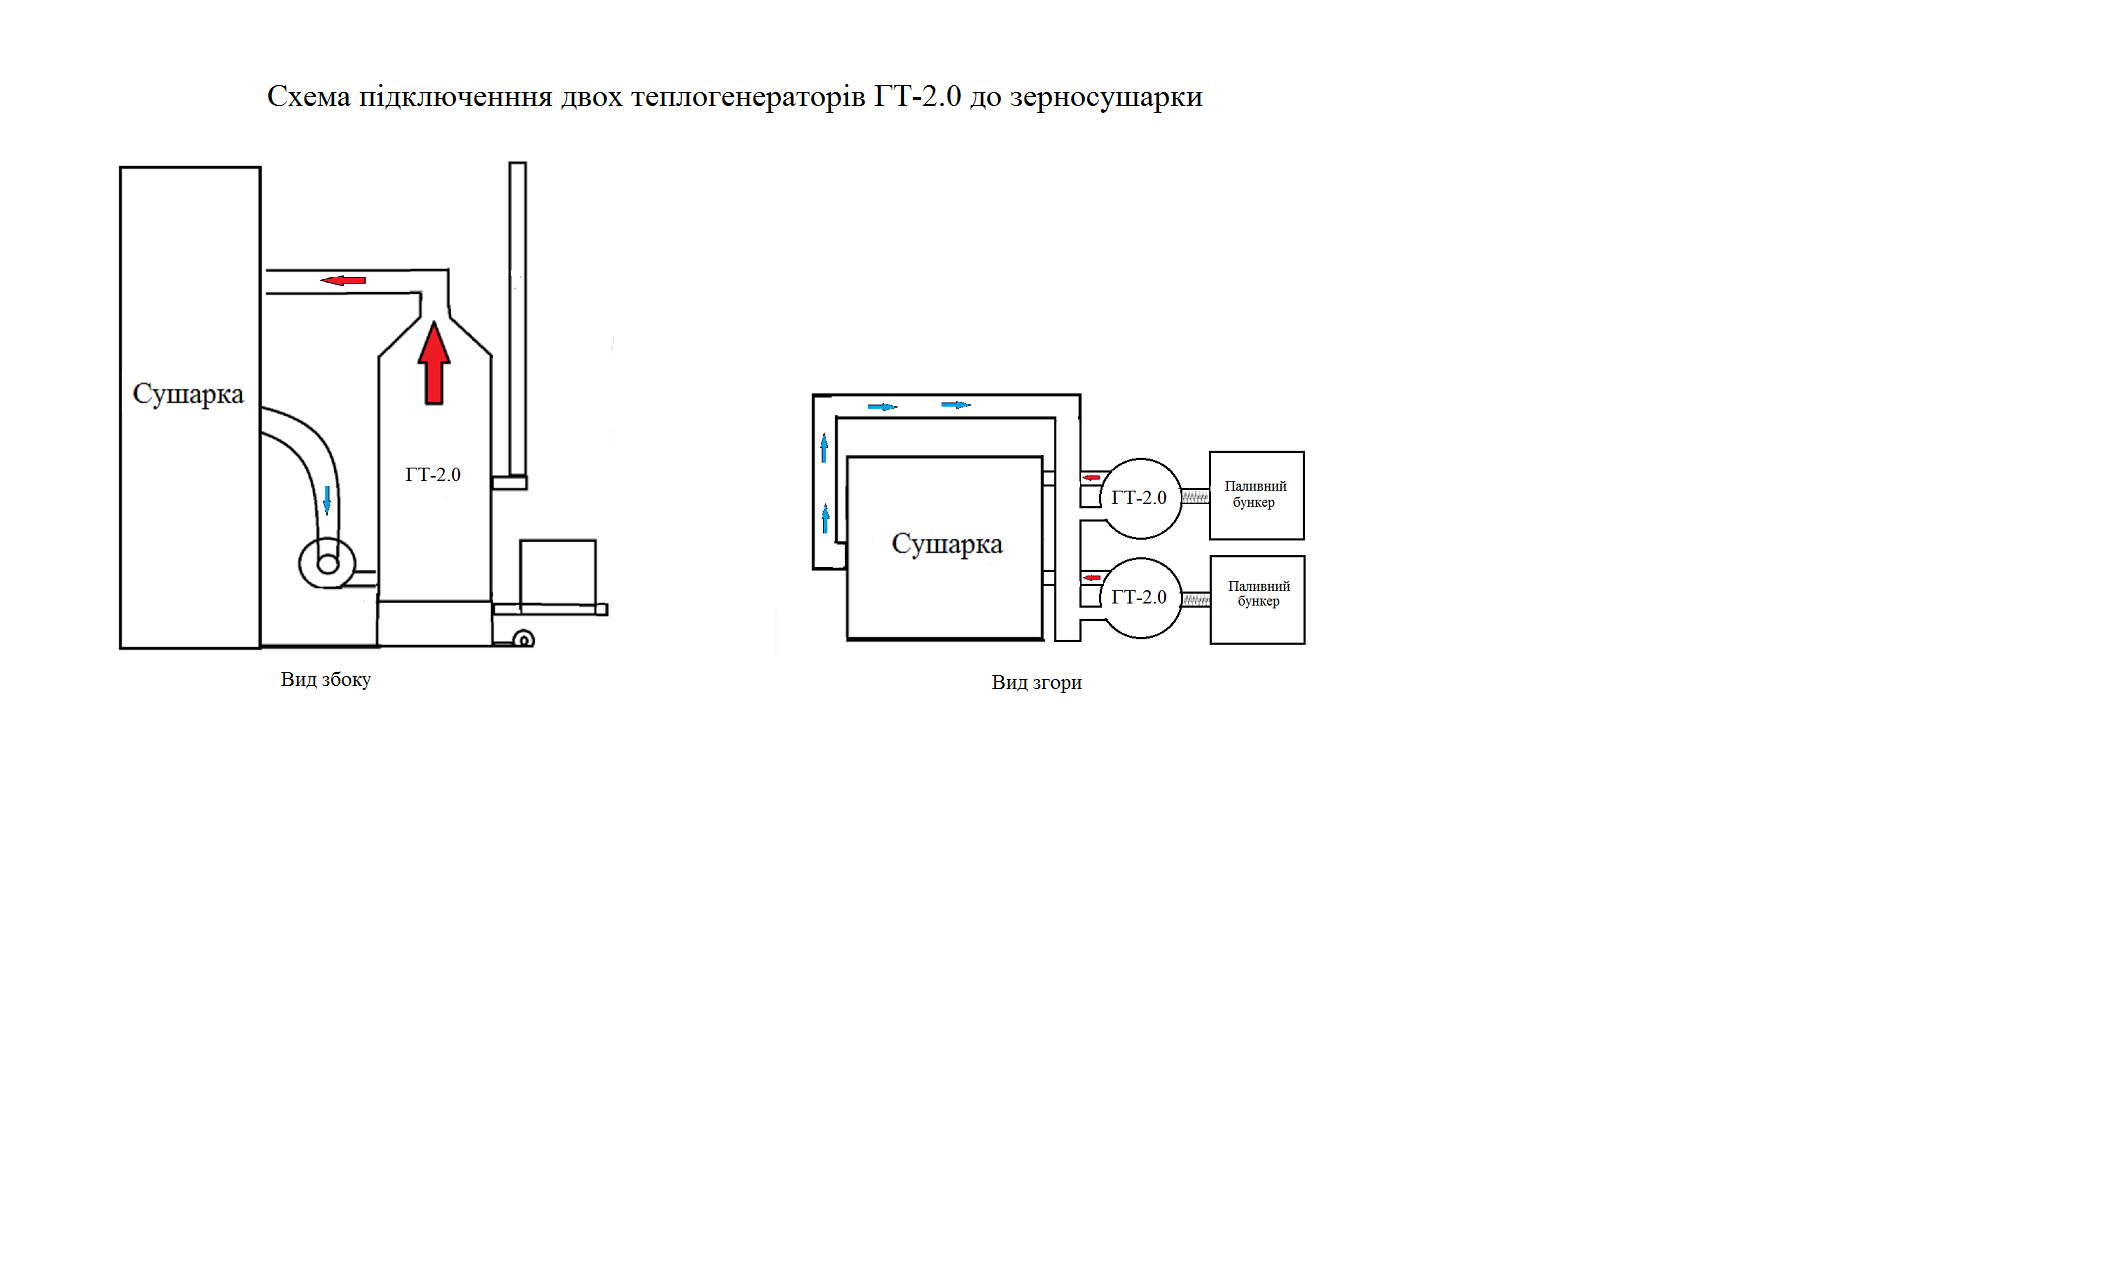 Схема підключенння двох теплогенераторів ГТ-2.0 до зерносушарки
Сушарка
ГТ-2.0
Вид збоку
Сушарка
ГТ-2.0
Паливний
бункер
ГТ-2.0
Паливний
бункер
Вид згори